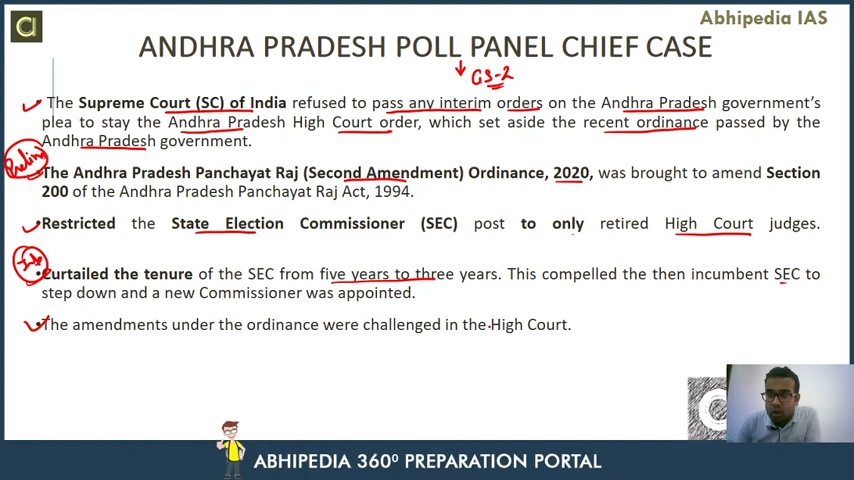 Abhipedia IAS
ANDHRA PRADESH POLL PANEL CHIEF CASE
GS-2
The Supreme Court (SC) of India refused to pass any interim orders on the Andhra Pradesh government's
plea to stay the Andhra Pradesh High Court order, which set aside the recent ordinance passed by the
Andhra Pradesh government.
The Andhra Pradesh Panchayat Raj (Second Amendment) Ordinance, 2020, was brought to amend Section
200 of the Andhra Pradesh Panchayat Raj Act, 1994.
•Restricted the State Election Commissioner (SEC) post to only retired High Court judges.
•Curtailed the tenure of the SEC from five years to three years. This compelled the then incumbent SEC to
step down and a new Commissioner was appointed.
•The amendments under the ordinance were challenged in the High Court.
ABHIPEDIA 360⁰ PREPARATION PORTAL